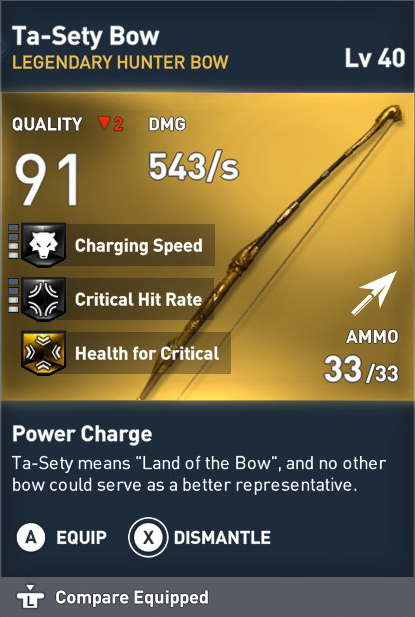 Ta-Sety Bow
LEGENDARY HUNTER BOW
Lv 40
QUALITY ▼2 DMG
91 543/s
Charging Speed
Critical Hit Rate
Health for Critical
AMMO
33/33
Power Charge
Ta-Sety means "Land of the Bow", and no other
bow could serve as a better representative.
A EQUIP X DISMANTLE
L Compare Equipped